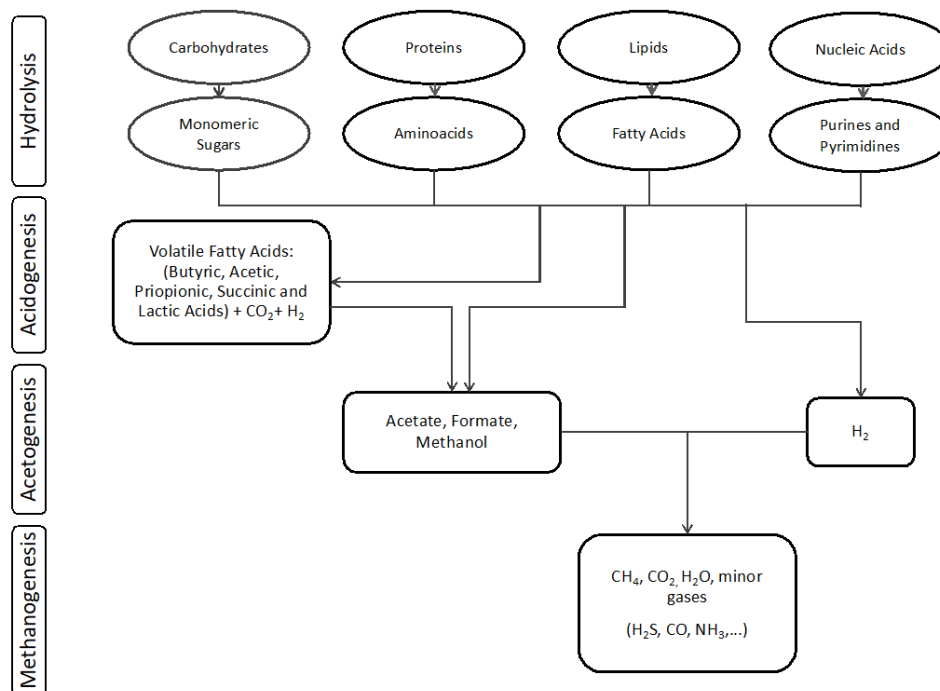 Hydrolysis
Carbohydrates
Proteins
Lipids
Nucleic Acids
Monomeric
Sugars
Aminoacids
Fatty Acids
Purines and
Pyrimidines
Acidogenesis
Volatile Fatty Acids:
(Butyric, Acetic,
Priopionic, Succinic and
Lactic Acids) + CO₂+ H₂
Acetogenesis
Acetate, Formate,
Methanol
H₂
Methanogenesis
CH₄, CO₂, H₂O, minor
gases
(H₂S, CO, NH₃,...)